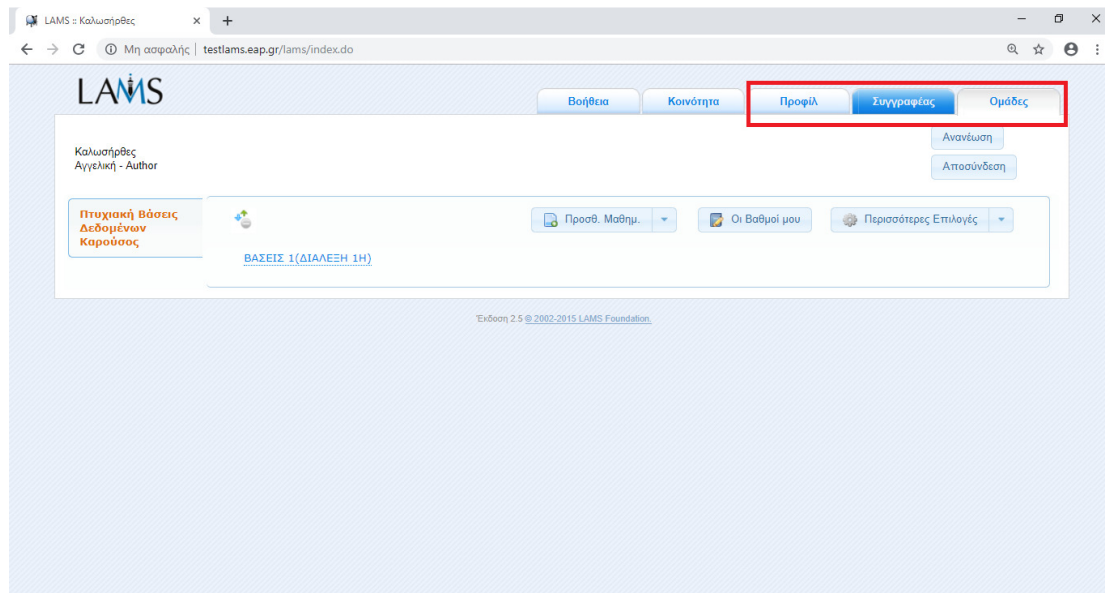 LAMS :: Καλωσήρθες
Μη ασφαλής | testlams.eap.gr/lams/index.do
LAMS
Βοήθεια Κοινότητα Προφίλ Συγγραφέας Ομάδες
Ανανέωση
Καλωσήρθες
Αγγελική - Author
Αποσύνδεση
Πτυχιακή Βάσεις
Δεδομένων
Καρούσος
Προσθ. Μαθημ. Οι Βαθμοί μου Περισσότερες Επιλογές
ΒΑΣΕΙΣ 1(ΔΙΑΛΕΞΗ 1Η)
Έκδοση 2.5 © 2002-2015 LAMS Foundation.